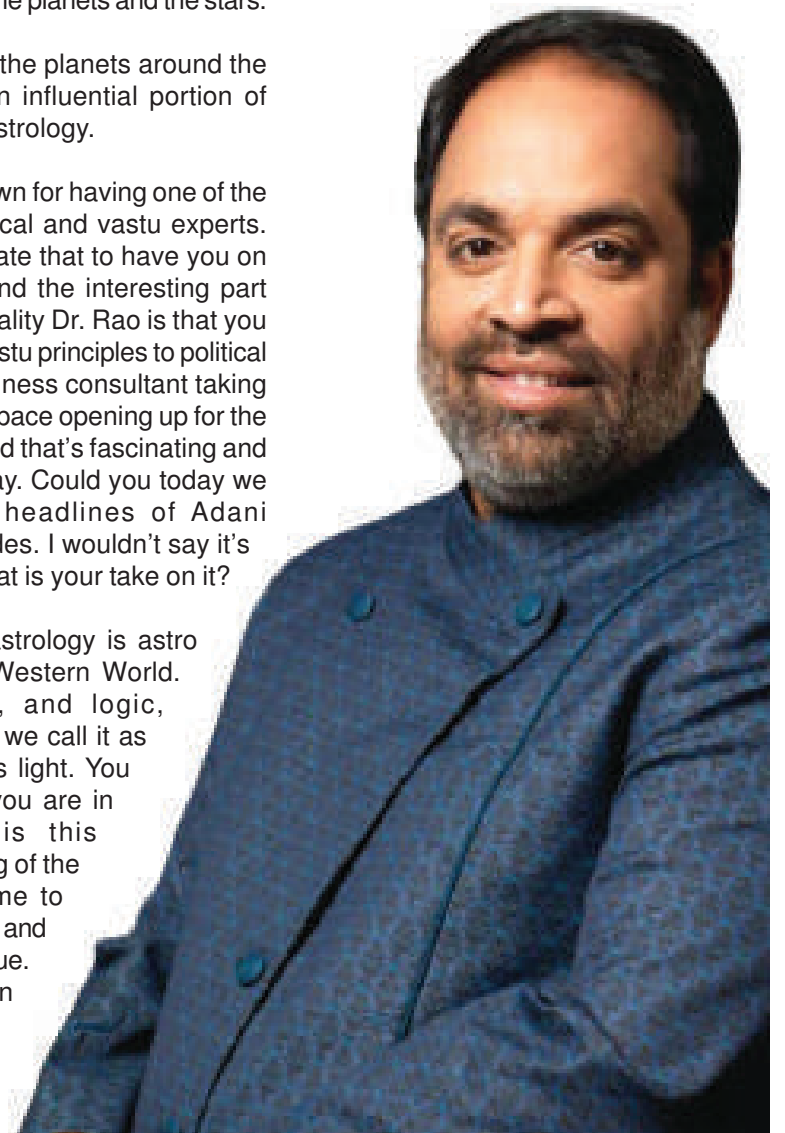 he planets and the stars.
the planets around the
n influential portion of
strology.
wn for having one of the
cal and vastu experts.
ate that to have you on
nd the interesting part
ality Dr. Rao is that you
stu principles to political
iness consultant taking
pace opening up for the
d that's fascinating and
ay. Could you today we
headlines of Adani
des. I wouldn't say it's
at is your take on it?
strology is astro
Western World.
, and logic,
we call it as
s light. You
you are in
is this
g of the
me to
and
ue.
n